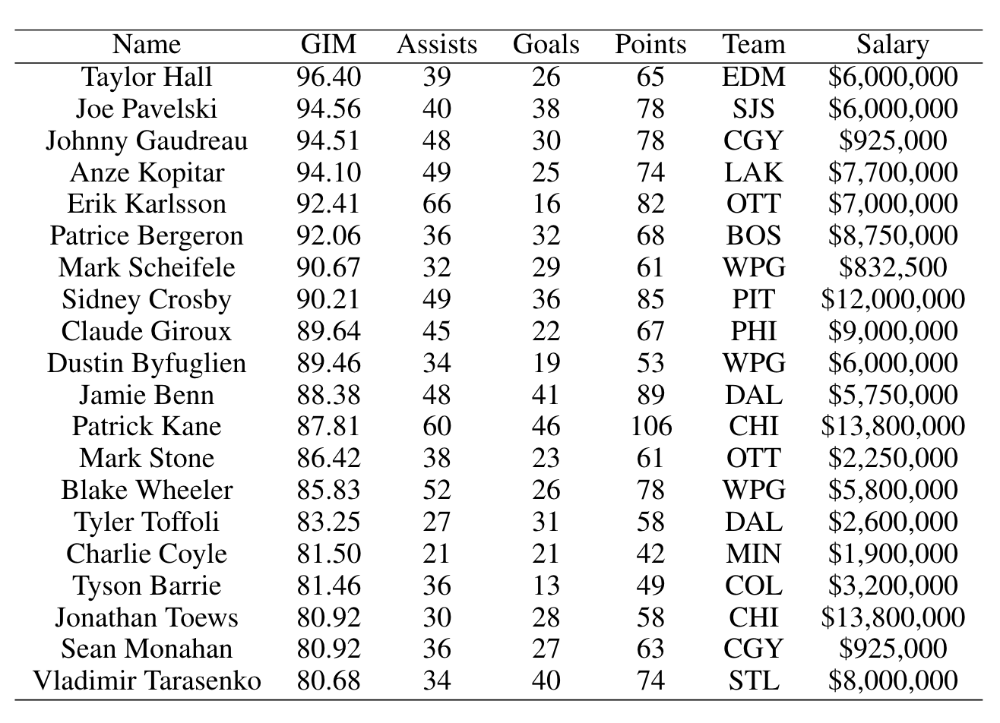 Name GIM Assists Goals Points Team Salary
Taylor Hall 96.40 39 26 65 EDM $6,000,000
Joe Pavelski 94.56 40 38 78 SJS $6,000,000
Johnny Gaudreau 94.51 48 30 78 CGY $925,000
Anze Kopitar 94.10 49 25 74 LAK $7,700,000
Erik Karlsson 92.41 66 16 82 OTT $7,000,000
Patrice Bergeron 92.06 36 32 68 BOS $8,750,000
Mark Scheifele 90.67 32 29 61 WPG $832,500
Sidney Crosby 90.21 49 36 85 PIT $12,000,000
Claude Giroux 89.64 45 22 67 PHI $9,000,000
Dustin Byfuglien 89.46 34 19 53 WPG $6,000,000
Jamie Benn 88.38 48 41 89 DAL $5,750,000
Patrick Kane 87.81 60 46 106 CHI $13,800,000
Mark Stone 86.42 38 23 61 OTT $2,250,000
Blake Wheeler 85.83 52 26 78 WPG $5,800,000
Tyler Toffoli 83.25 27 31 58 DAL $2,600,000
Charlie Coyle 81.50 21 21 42 MIN $1,900,000
Tyson Barrie 81.46 36 13 49 COL $3,200,000
Jonathan Toews 80.92 30 28 58 CHI $13,800,000
Sean Monahan 80.92 36 27 63 CGY $925,000
Vladimir Tarasenko 80.68 34 40 74 STL $8,000,000